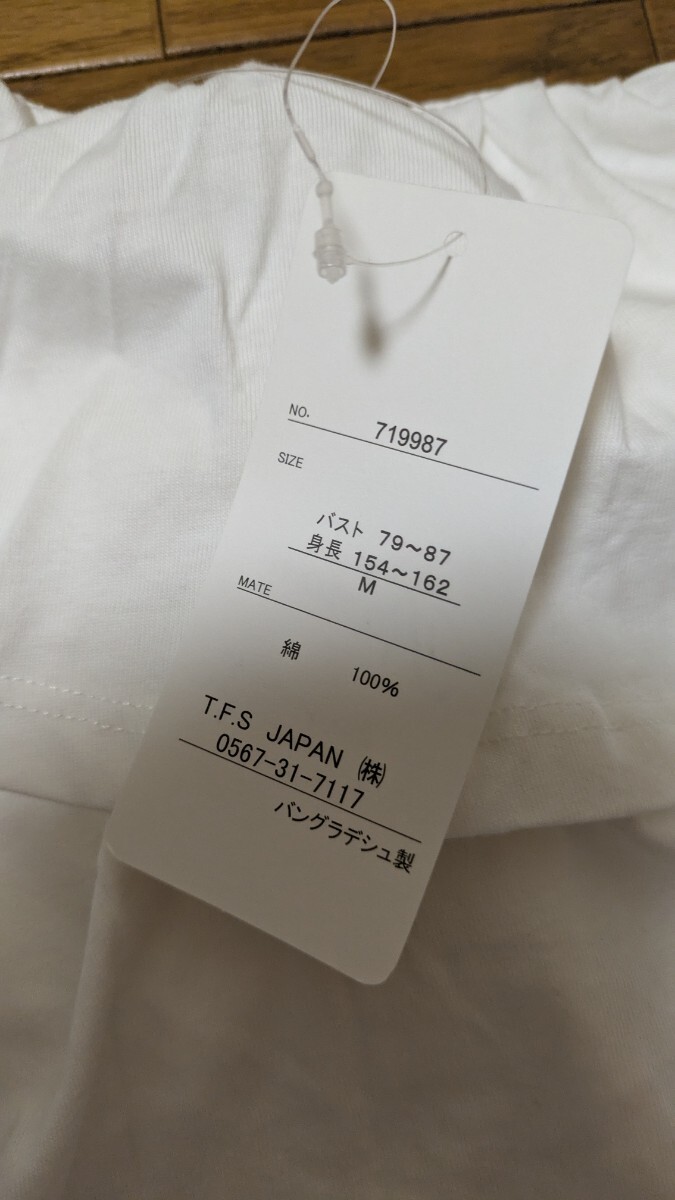 NO. 719987
SIZE
バスト 79～87
身長 154～162
M
MATE
綿 100%
T.F.S JAPAN ㈱
0567-31-7117
バングラデシュ製